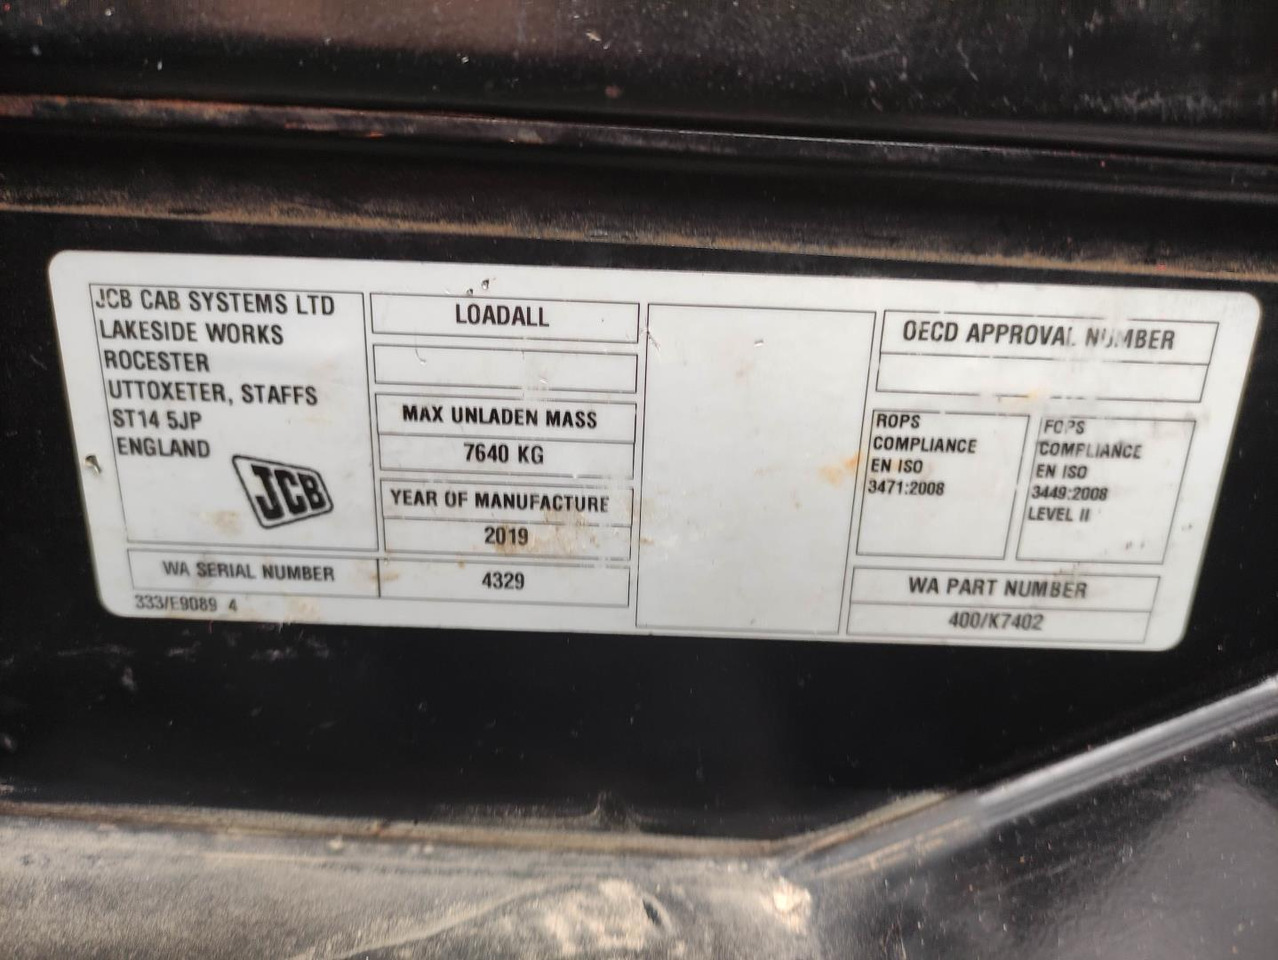 JCB CAB SYSTEMS LTD
LAKESIDE WORKS
ROCESTER
UTTOXETER, STAFFS
ST14 5JP
ENGLAND
JCB
WA SERIAL NUMBER
4329
333/E9089 4
LOADALL
MAX UNLADEN MASS
7640 KG
YEAR OF MANUFACTURE
2019
OECD APPROVAL NUMBER
ROPS
COMPLIANCE
EN ISO
3471:2008
FOPS
COMPLIANCE
EN ISO
3449:2008
LEVEL II
WA PART NUMBER
400/K7402